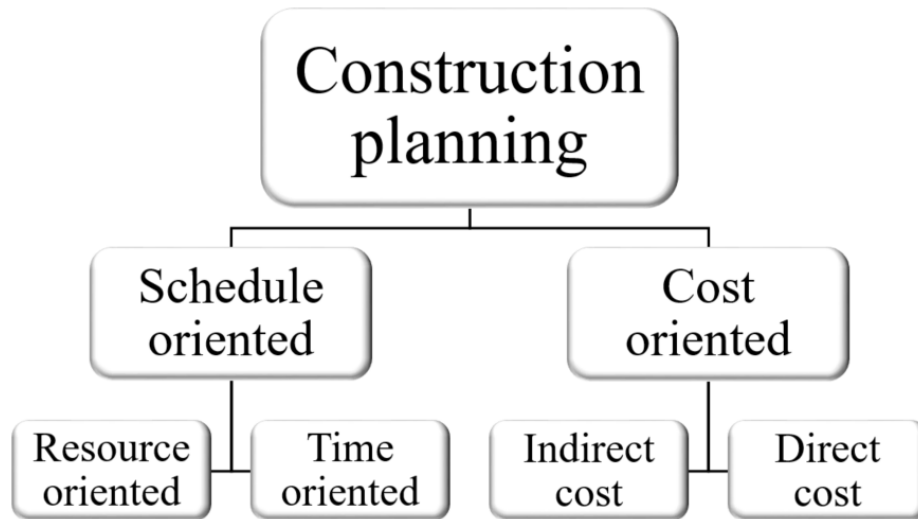 Construction
planning
Schedule
oriented
Cost
oriented
Resource
oriented
Time
oriented
Indirect
cost
Direct
cost